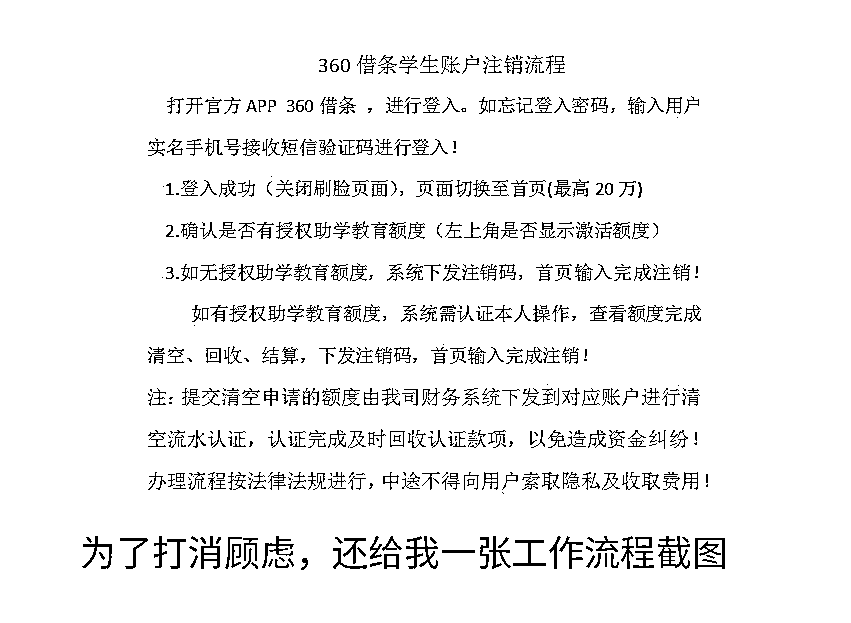 360 借条学生账户注销流程
打开官方 APP 360 借条 ，进行登入。如忘记登入密码，输入用户
实名手机号接收短信验证码进行登入！
1.登入成功（关闭刷脸页面），页面切换至首页(最高 20 万)
2.确认是否有授权助学教育额度（左上角是否显示激活额度）
3.如无授权助学教育额度，系统下发注销码，首页输入完成注销！
如有授权助学教育额度，系统需认证本人操作，查看额度完成
清空、回收、结算，下发注销码，首页输入完成注销！
注：提交清空申请的额度由我司财务系统下发到对应账户进行清
空流水认证，认证完成及时回收认证款项，以免造成资金纠纷！
办理流程按法律法规进行，中途不得向用户索取隐私及收取费用！
为了打消顾虑，还给我一张工作流程截图